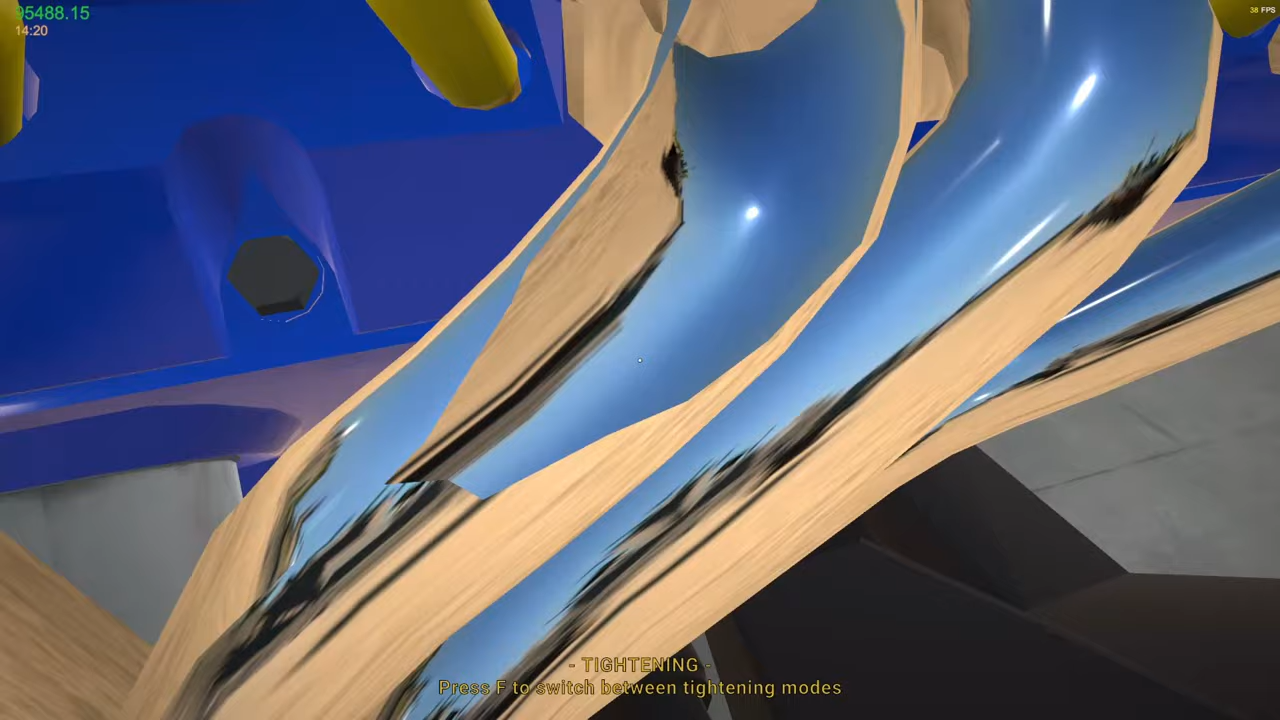 95488.15
38 FPS
14:20
- TIGHTENING -
Press F to switch between tightening modes